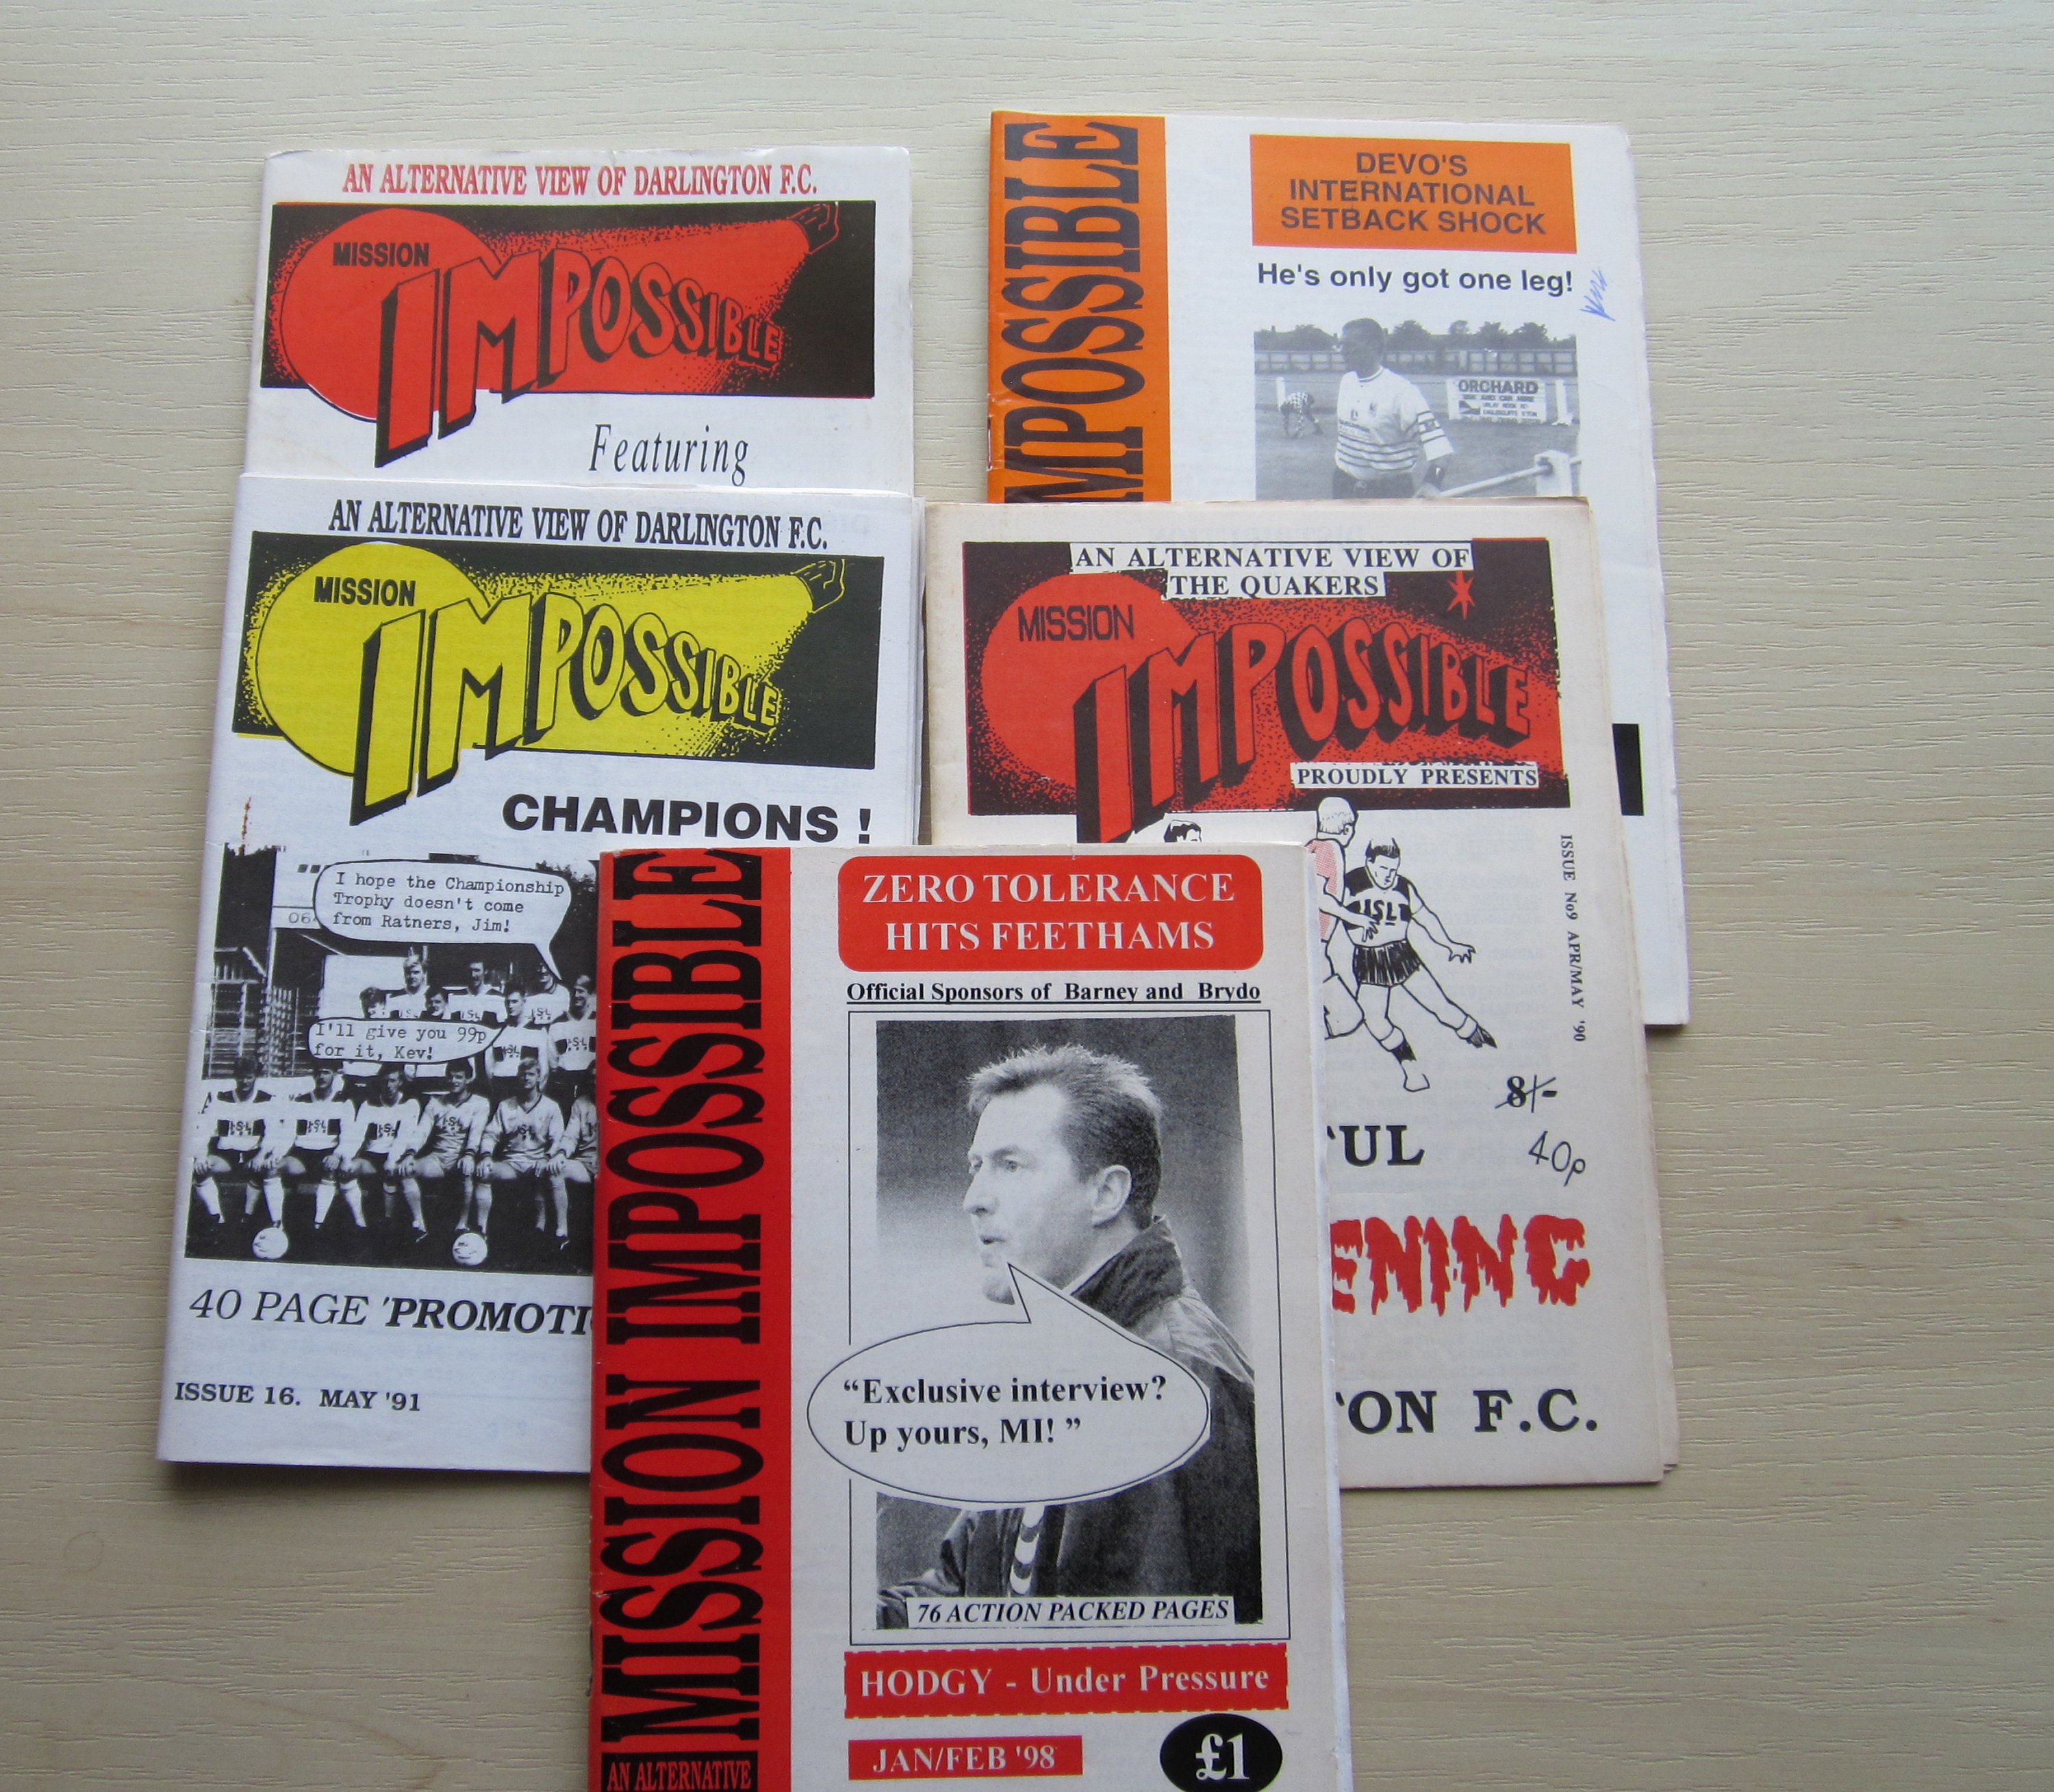 AN ALTERNATIVE VIEW OF DARLINGTON F.C.
MISSION
IMPOSSIBLE
Featuring
IMPOSSIBLE
DEVO'S
INTERNATIONAL
SETBACK SHOCK
He's only got one leg!
ORCHARD
AN ALTERNATIVE VIEW OF DARLINGTON F.C.
MISSION
IMPOSSIBLE
CHAMPIONS !
I hope the Championship
Trophy doesn't come
from Ratners, Jim!
I'll give you 99p
for it, Kev!
40 PAGE 'PROMOTI
ISSUE 16. MAY '91
AN ALTERNATIVE VIEW OF
THE QUAKERS
MISSION
IMPOSSIBLE
PROUDLY PRESENTS
ISL
ISSUE No9 APR/MAY '90
8/-
40p
UL
ENING
ON F.C.
MISSION IMPOSSIBLE
AN ALTERNATIVE
ZERO TOLERANCE
HITS FEETHAMS
Official Sponsors of Barney and Brydo
"Exclusive interview?
Up yours, MI! "
76 ACTION PACKED PAGES
HODGY - Under Pressure
JAN/FEB '98
£1